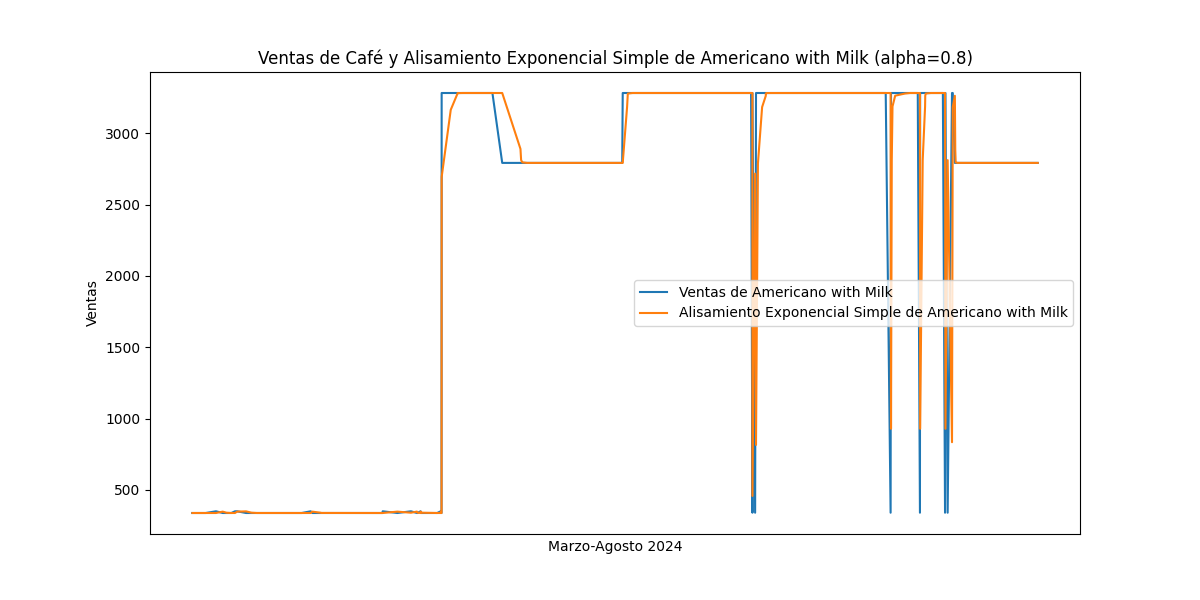 Ventas de Café y Alisamiento Exponencial Simple de Americano with Milk (alpha=0.8)
3000
2500
2000
1500
1000
500
Ventas
Ventas de Americano with Milk
Alisamiento Exponencial Simple de Americano with Milk
Marzo-Agosto 2024